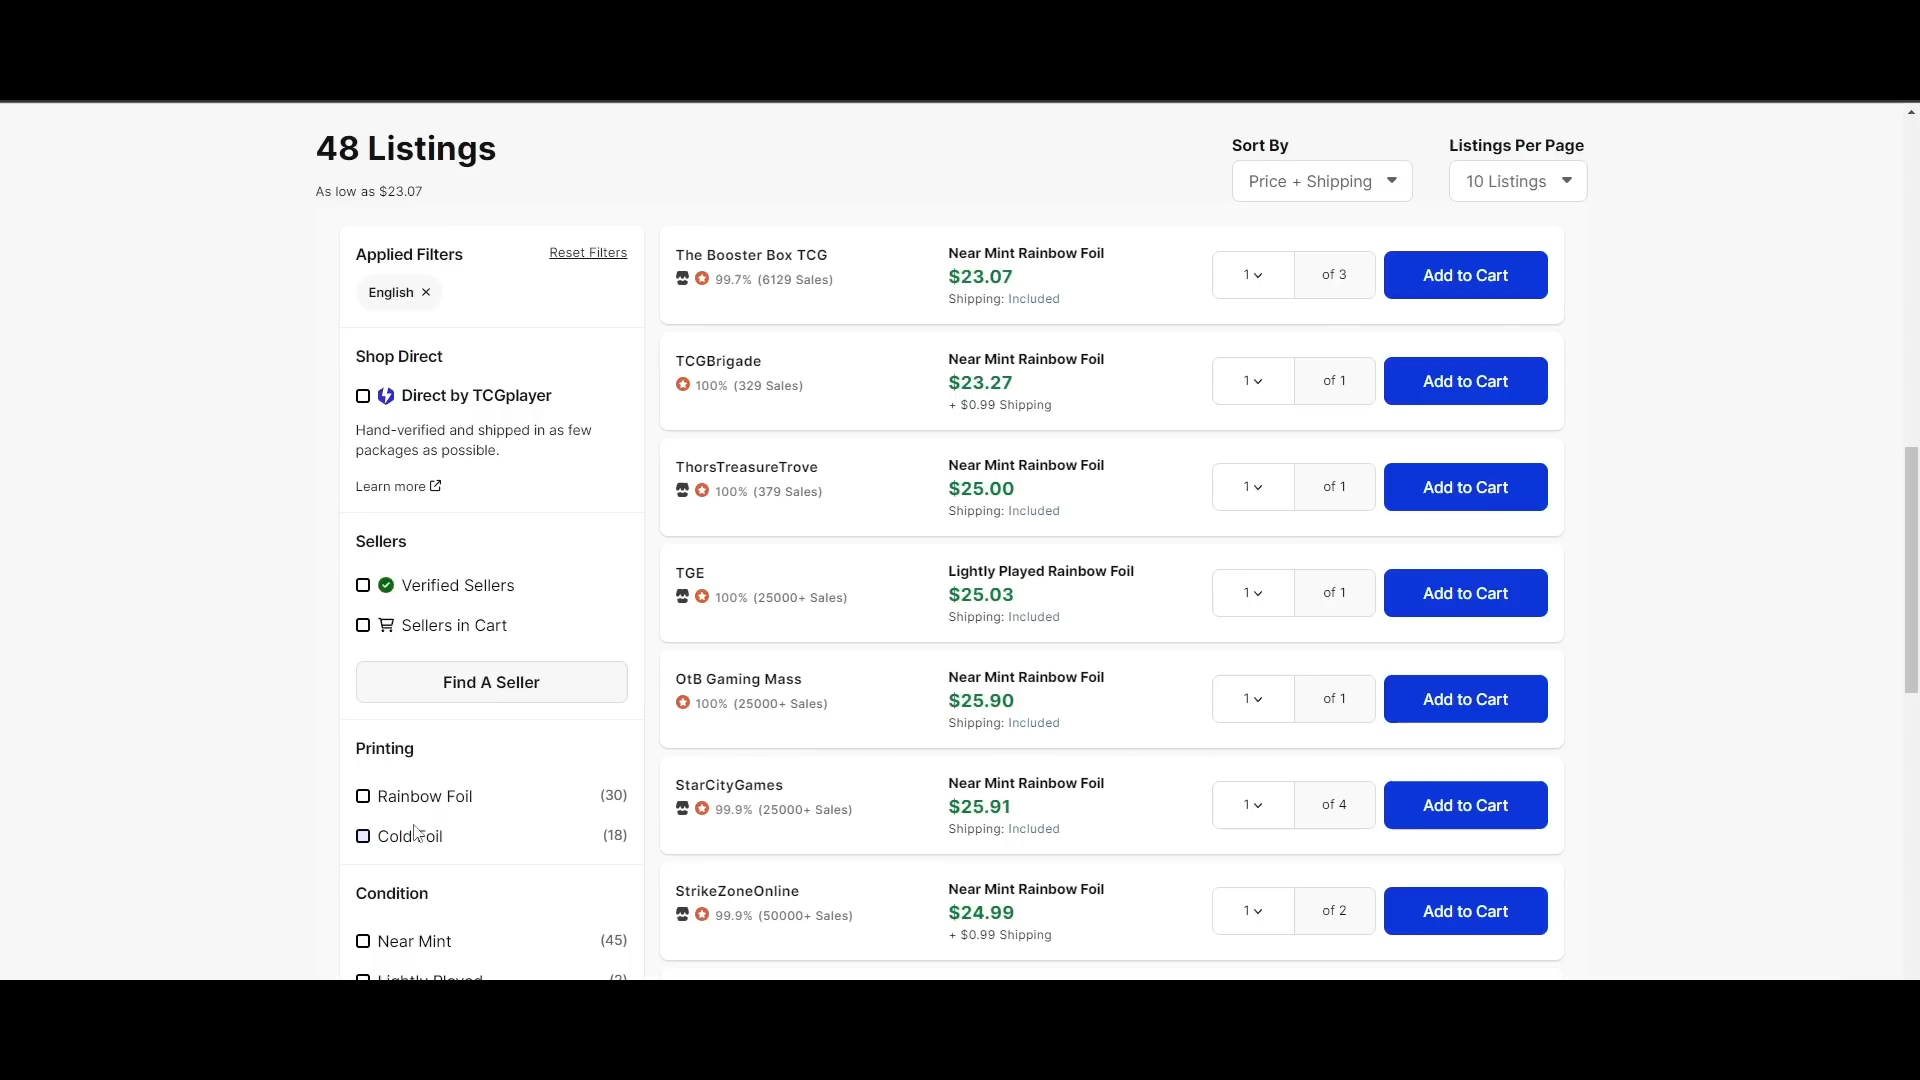 48 Listings
As low as $23.07
Sort By
Price + Shipping
Listings Per Page
10 Listings
Applied Filters
Reset Filters
English ×
Shop Direct
Direct by TCGplayer
Hand-verified and shipped in as few
packages as possible.
Learn more
Sellers
Verified Sellers
Sellers in Cart
Find A Seller
Printing
Rainbow Foil (30)
Cold Foil (18)
Condition
Near Mint (45)
Lightly Played
The Booster Box TCG
99.7% (6129 Sales)
Near Mint Rainbow Foil
$23.07
Shipping: Included
1 of 3
Add to Cart
TCGBrigade
100% (329 Sales)
Near Mint Rainbow Foil
$23.27
+ $0.99 Shipping
1 of 1
Add to Cart
ThorsTreasureTrove
100% (379 Sales)
Near Mint Rainbow Foil
$25.00
Shipping: Included
1 of 1
Add to Cart
TGE
100% (25000+ Sales)
Lightly Played Rainbow Foil
$25.03
Shipping: Included
1 of 1
Add to Cart
OtB Gaming Mass
100% (25000+ Sales)
Near Mint Rainbow Foil
$25.90
Shipping: Included
1 of 1
Add to Cart
StarCityGames
99.9% (25000+ Sales)
Near Mint Rainbow Foil
$25.91
Shipping: Included
1 of 4
Add to Cart
StrikeZoneOnline
99.9% (50000+ Sales)
Near Mint Rainbow Foil
$24.99
+ $0.99 Shipping
1 of 2
Add to Cart